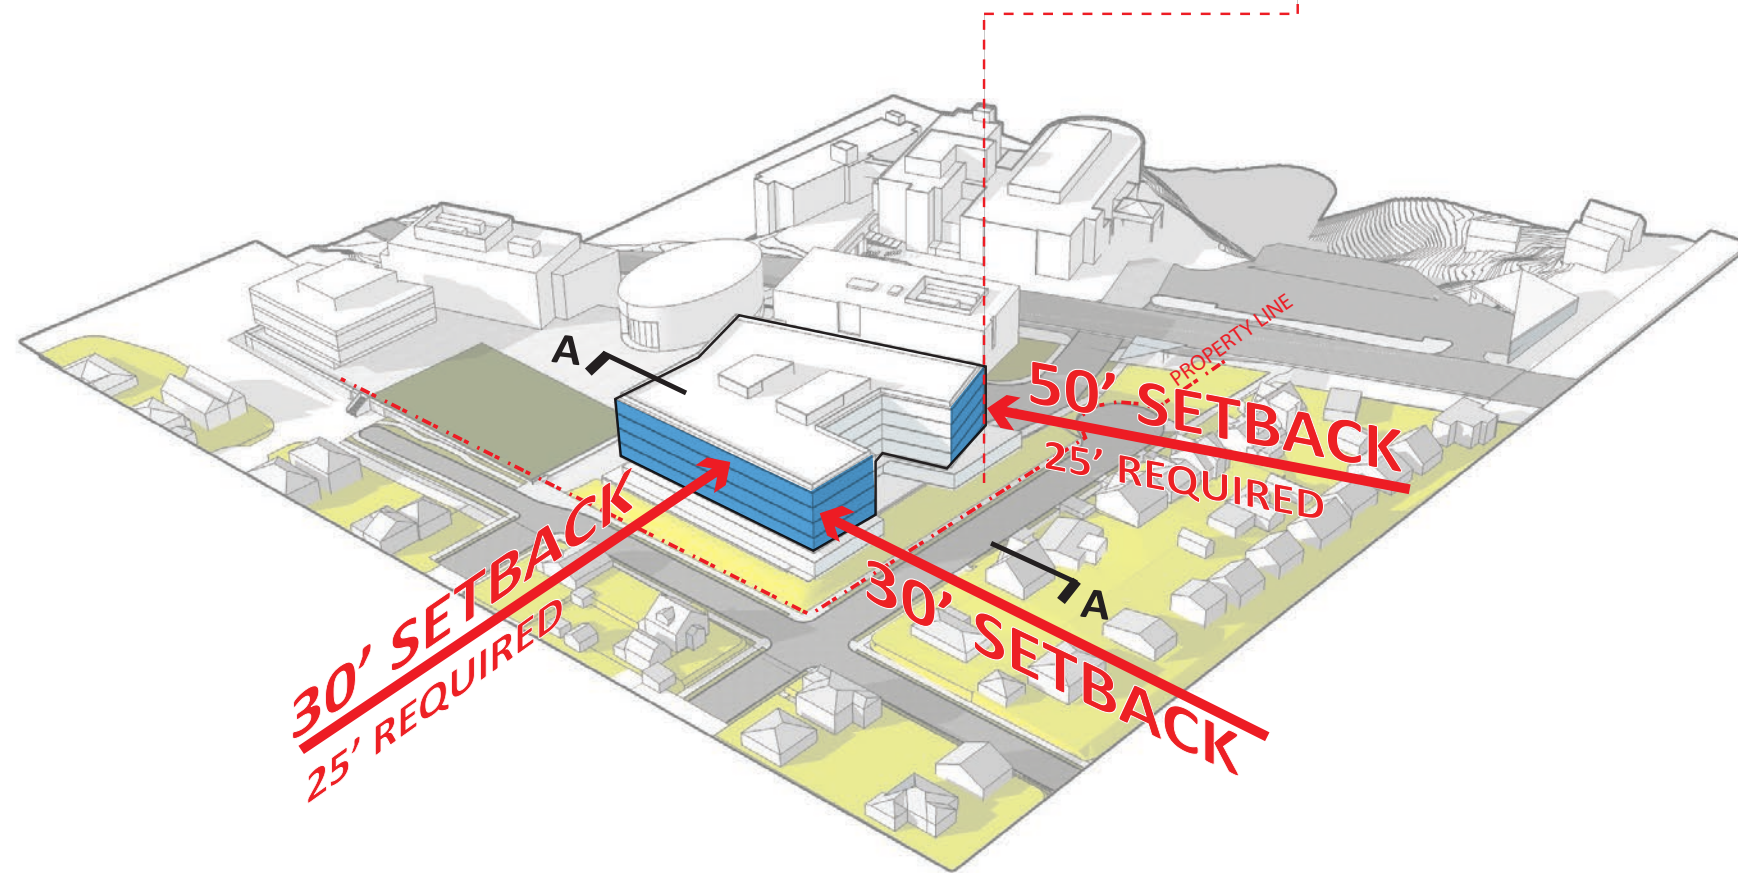 PROPERTY LINE
A
50’ SETBACK
25’ REQUIRED
30’ SETBACK
25’ REQUIRED
30’ SETBACK
A